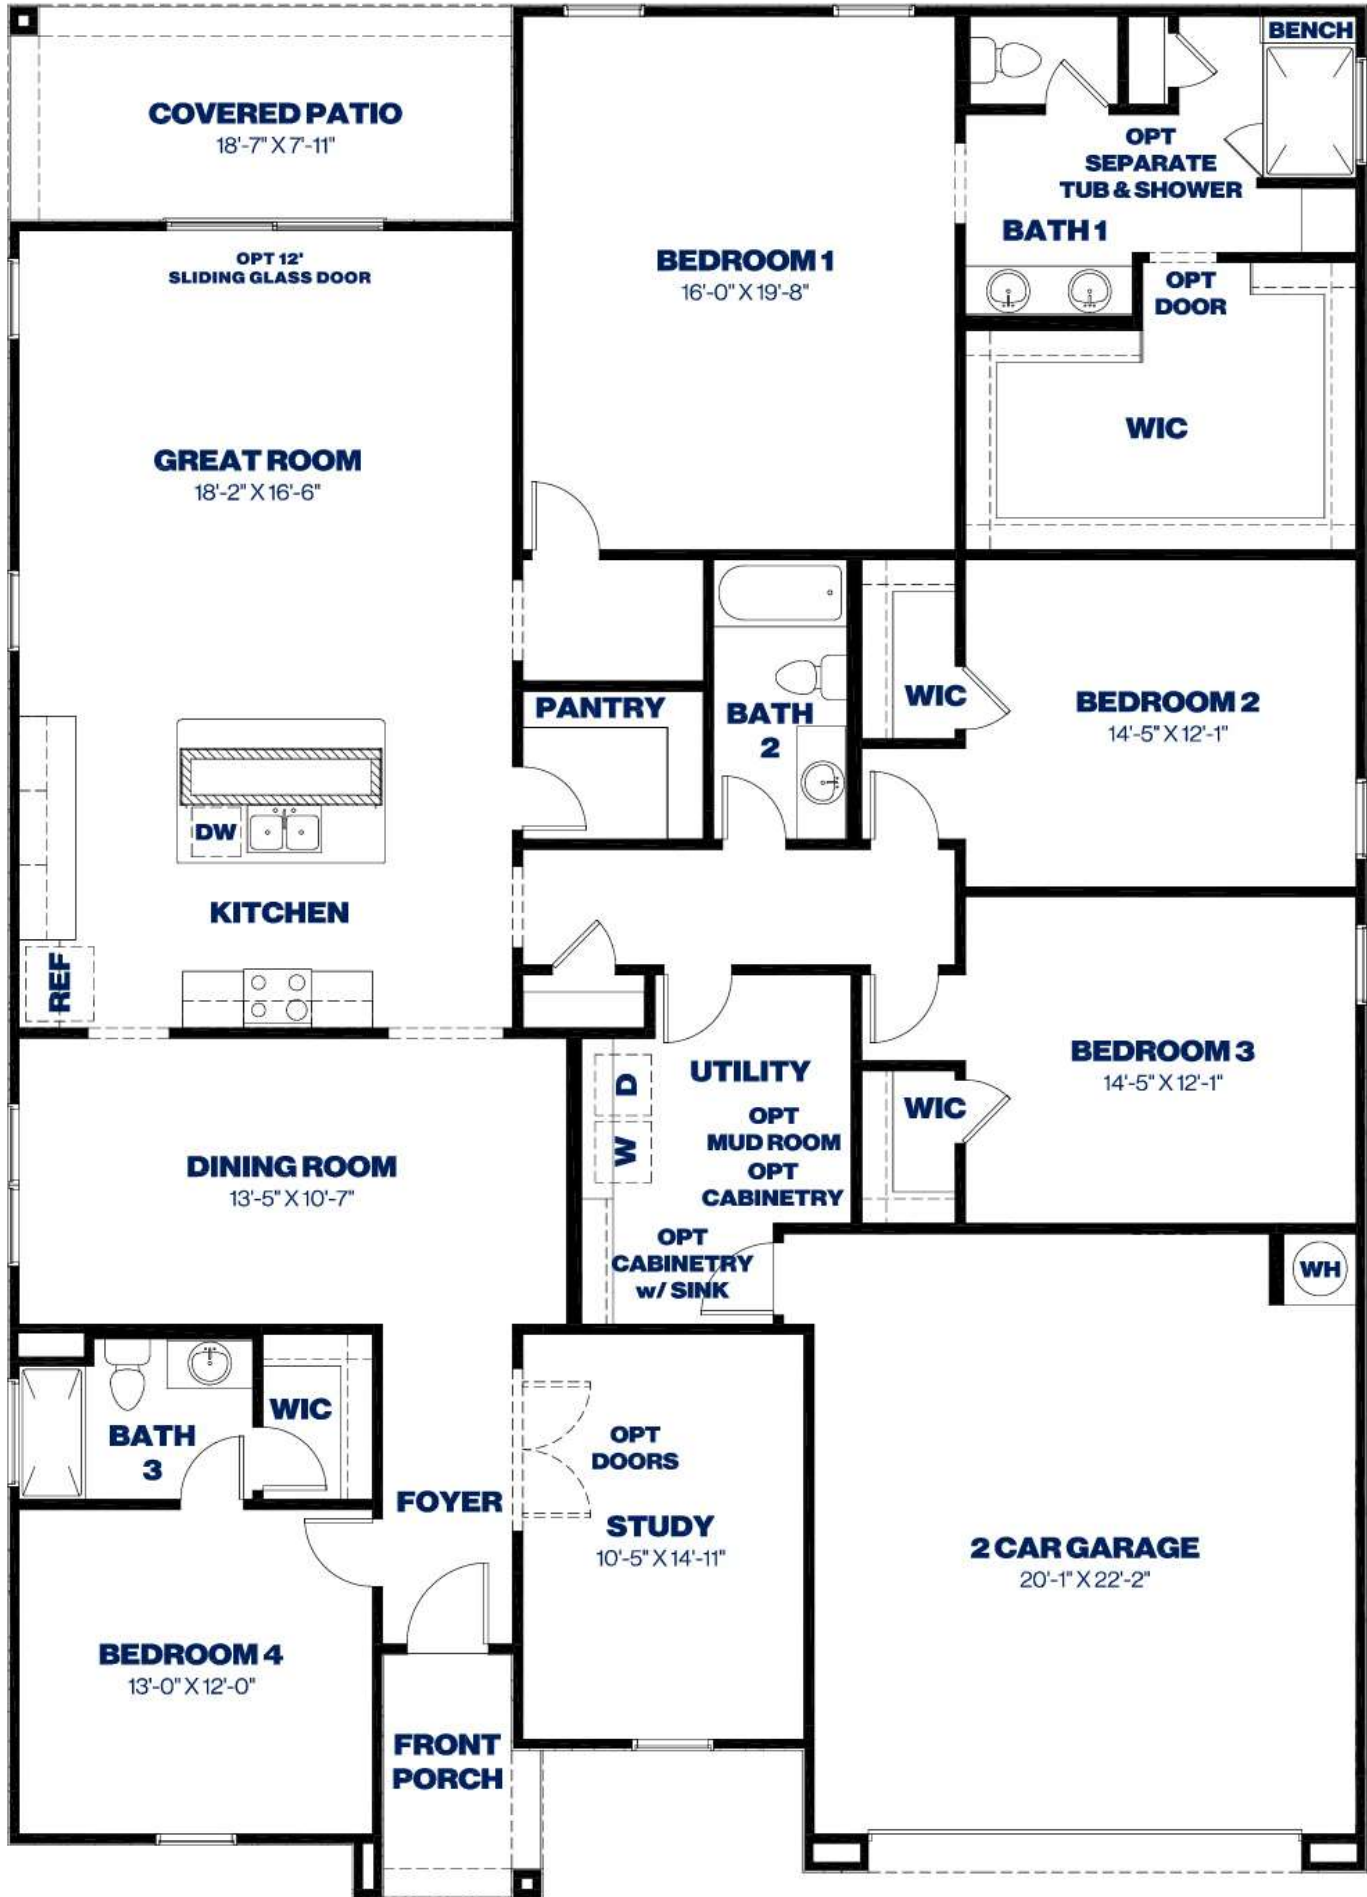 BENCH
COVERED PATIO
18'-7" X 7'-11"
OPT
SEPARATE
TUB & SHOWER
BATH 1
OPT 12'
SLIDING GLASS DOOR
BEDROOM 1
16'-0" X 19'-8"
OPT
DOOR
WIC
GREAT ROOM
18'-2" X 16'-6"
PANTRY
BATH
2
WIC
BEDROOM 2
14'-5" X 12'-1"
DW
KITCHEN
REF
UTILITY
D
W
OPT
MUD ROOM
OPT
CABINETRY
OPT
CABINETRY
w/ SINK
WIC
BEDROOM 3
14'-5" X 12'-1"
DINING ROOM
13'-5" X 10'-7"
WH
BATH
3
WIC
FOYER
OPT
DOORS
STUDY
10'-5" X 14'-11"
2 CAR GARAGE
20'-1" X 22'-2"
BEDROOM 4
13'-0" X 12'-0"
FRONT
PORCH